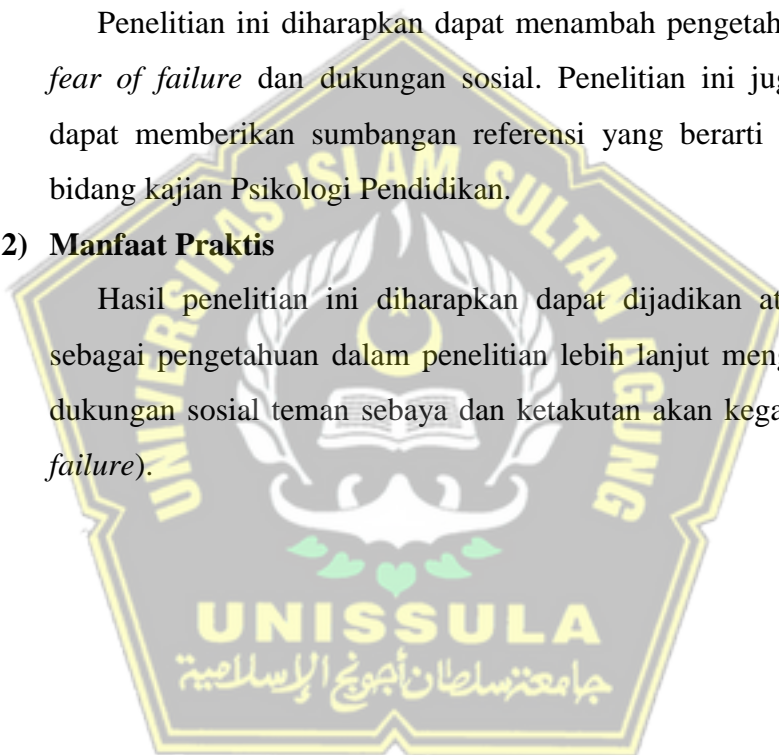 Penelitian ini diharapkan dapat menambah pengetah
fear of failure dan dukungan sosial. Penelitian ini jug
dapat memberikan sumbangan referensi yang berarti
bidang kajian Psikologi Pendidikan.
2) Manfaat Praktis
Hasil penelitian ini diharapkan dapat dijadikan at
sebagai pengetahuan dalam penelitian lebih lanjut meng
dukungan sosial teman sebaya dan ketakutan akan kega
failure).
UNIVERSITAS ISLAM SULTAN AGUNG
UNISSULA
جامعة سلطان أجونج الإسلامية